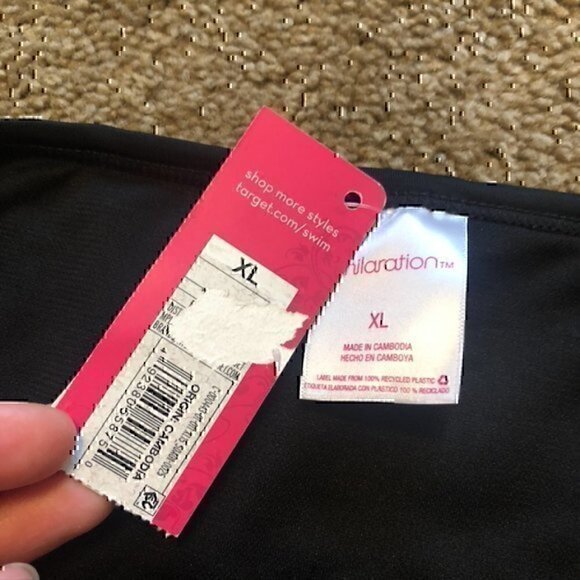 shop more styles
target.com/swim
XL
ORIGIN: CAMBODIA
hilaration™
XL
MADE IN CAMBODIA
HECHO EN CAMBOYA
LABEL MADE FROM 100% RECYCLED PLASTIC
ETIQUETA ELABORADA CON PLASTICO 100 % RECICLADO